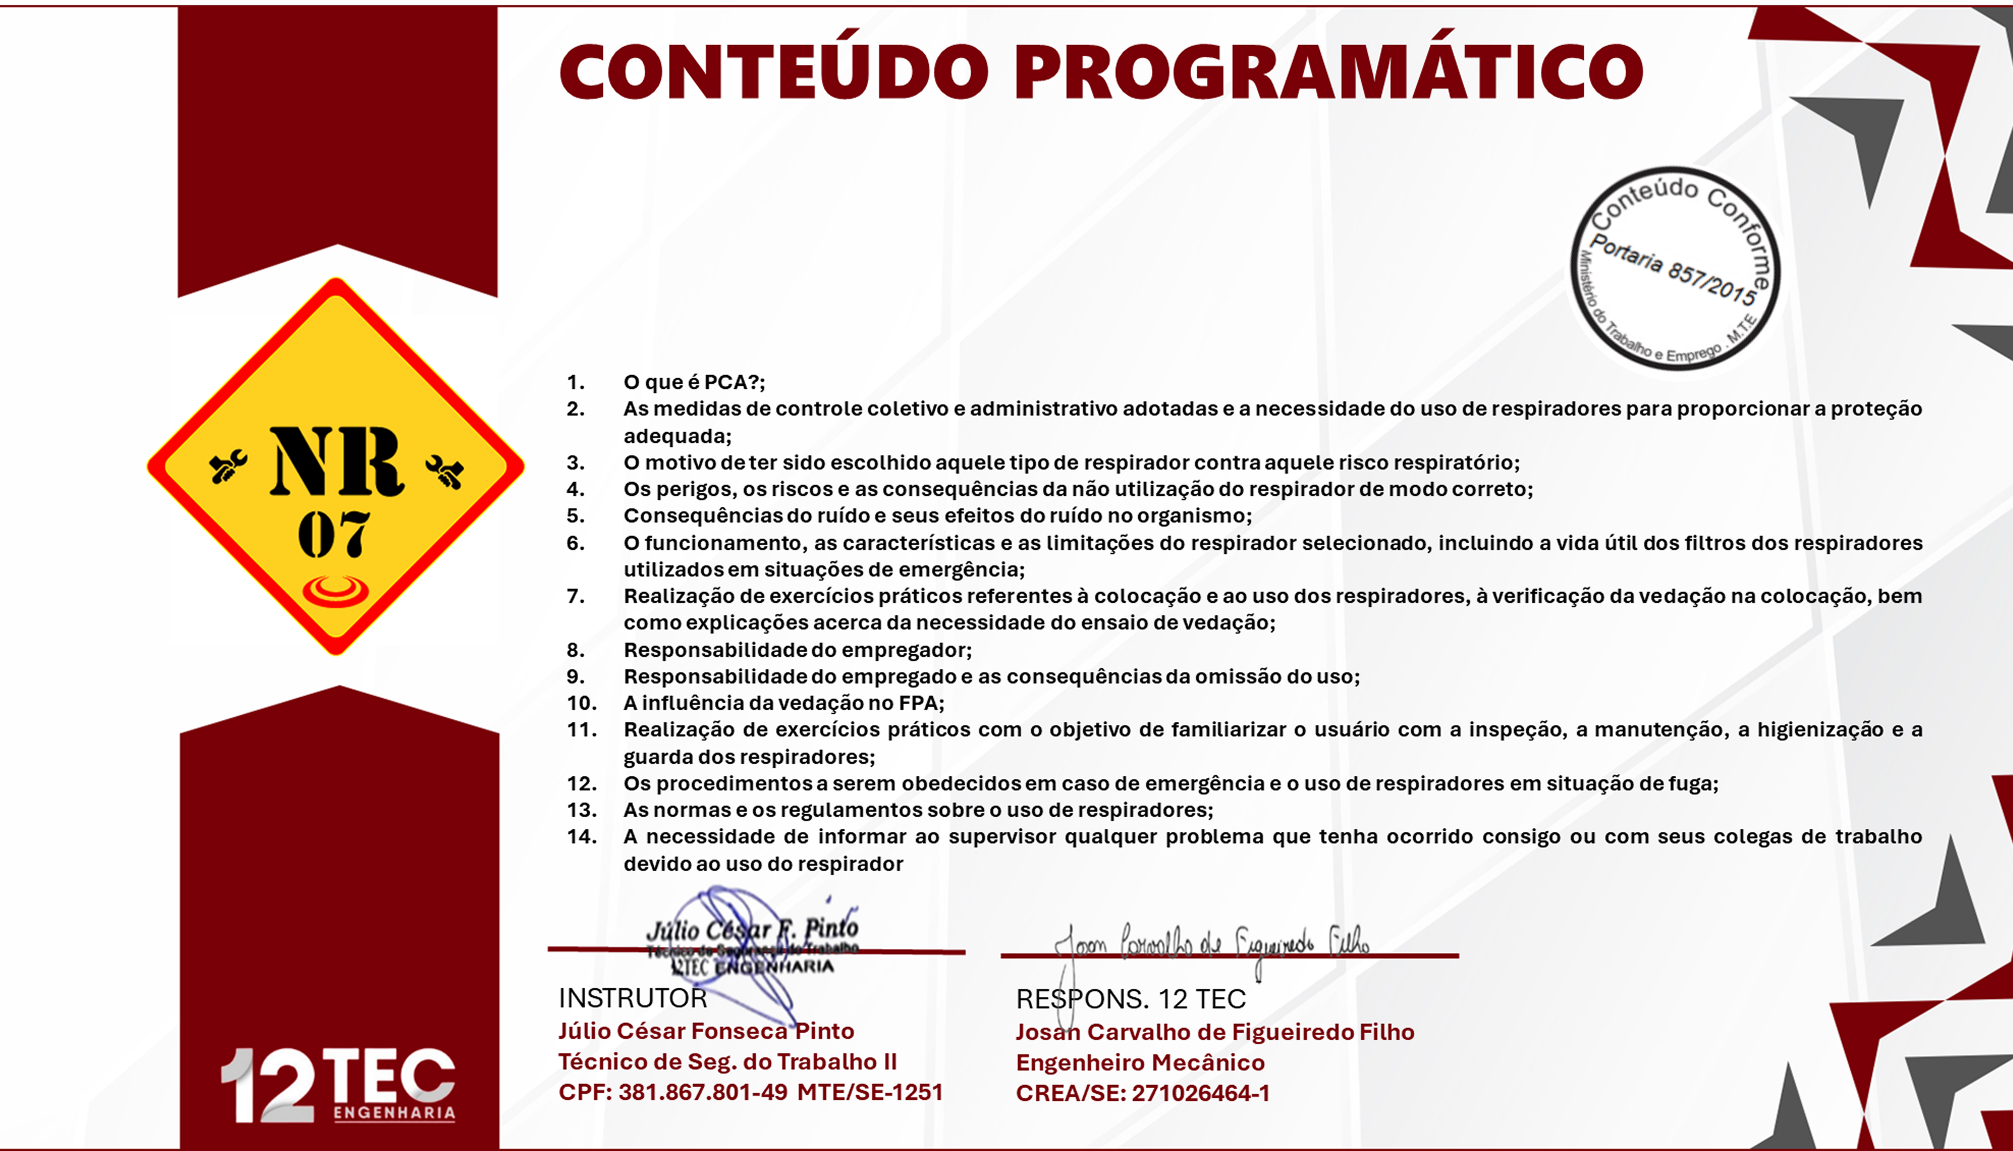 CONTEÚDO PROGRAMÁTICO
Conteúdo Conforme
Portaria 857/2015
Ministério do Trabalho e Emprego . M.T.E
NR
07
1. O que é PCA?;
2. As medidas de controle coletivo e administrativo adotadas e a necessidade do uso de respiradores para proporcionar a proteção
adequada;
3. O motivo de ter sido escolhido aquele tipo de respirador contra aquele risco respiratório;
4. Os perigos, os riscos e as consequências da não utilização do respirador de modo correto;
5. Consequências do ruído e seus efeitos do ruído no organismo;
6. O funcionamento, as características e as limitações do respirador selecionado, incluindo a vida útil dos filtros dos respiradores
utilizados em situações de emergência;
7. Realização de exercícios práticos referentes à colocação e ao uso dos respiradores, à verificação da vedação na colocação, bem
como explicações acerca da necessidade do ensaio de vedação;
8. Responsabilidade do empregador;
9. Responsabilidade do empregado e as consequências da omissão do uso;
10. A influência da vedação no FPA;
11. Realização de exercícios práticos com o objetivo de familiarizar o usuário com a inspeção, a manutenção, a higienização e a
guarda dos respiradores;
12. Os procedimentos a serem obedecidos em caso de emergência e o uso de respiradores em situação de fuga;
13. As normas e os regulamentos sobre o uso de respiradores;
14. A necessidade de informar ao supervisor qualquer problema que tenha ocorrido consigo ou com seus colegas de trabalho
devido ao uso do respirador
Júlio César F. Pinto
Técnico de Segurança do Trabalho
12TEC ENGENHARIA
Josan Carvalho de Figueiredo Filho
INSTRUTOR
Júlio César Fonseca Pinto
Técnico de Seg. do Trabalho II
CPF: 381.867.801-49 MTE/SE-1251
RESPONS. 12 TEC
Josan Carvalho de Figueiredo Filho
Engenheiro Mecânico
CREA/SE: 271026464-1
12TEC
ENGENHARIA